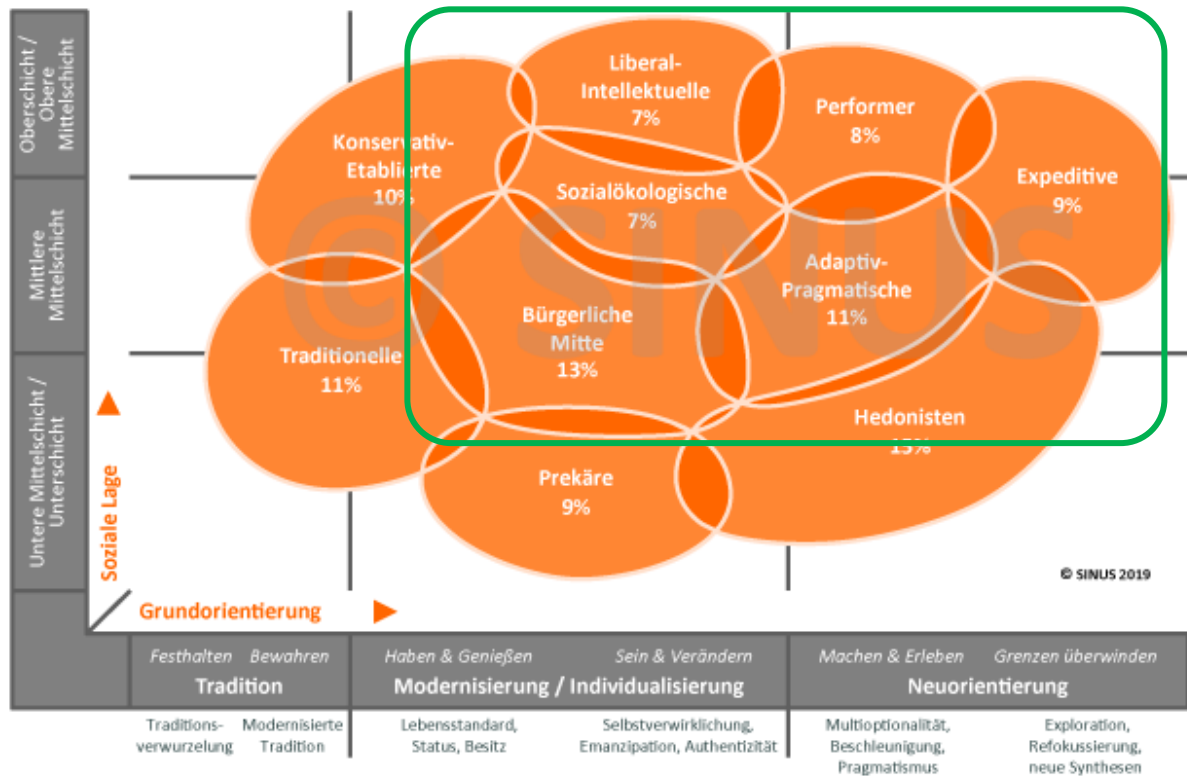 Oberschicht /
Obere
Mittelschicht
Mittlere
Mittelschicht
Untere Mittelschicht /
Unterschicht
Soziale Lage
Liberal-
Intellektuelle
7%
Performer
8%
Konservativ-
Etablierte
10%
Expeditive
9%
Sozialökologische
7%
Adaptiv-
Pragmatische
11%
Bürgerliche
Mitte
13%
Traditionelle
11%
Hedonisten
15%
Prekäre
9%
© SINUS
© SINUS 2019
Grundorientierung
Festhalten Bewahren
Tradition
Haben & Genießen Sein & Verändern
Modernisierung / Individualisierung
Machen & Erleben Grenzen überwinden
Neuorientierung
Traditions-
verwurzelung
Modernisierte
Tradition
Lebensstandard,
Status, Besitz
Selbstverwirklichung,
Emanzipation, Authentizität
Multioptionalität,
Beschleunigung,
Pragmatismus
Exploration,
Refokussierung,
neue Synthesen